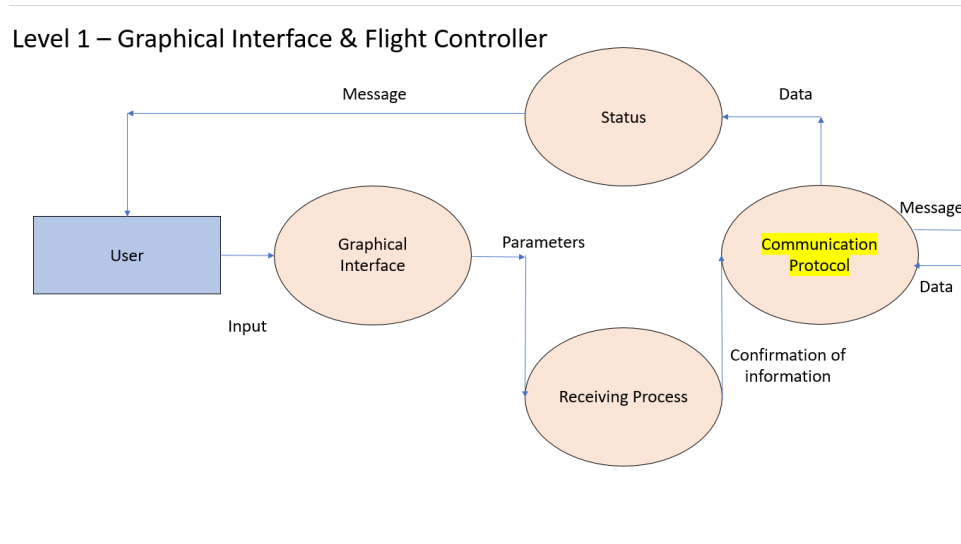 Level 1 – Graphical Interface & Flight Controller
Message
Data
Status
Message
User
Graphical
Interface
Parameters
Communication
Protocol
Data
Input
Confirmation of
information
Receiving Process